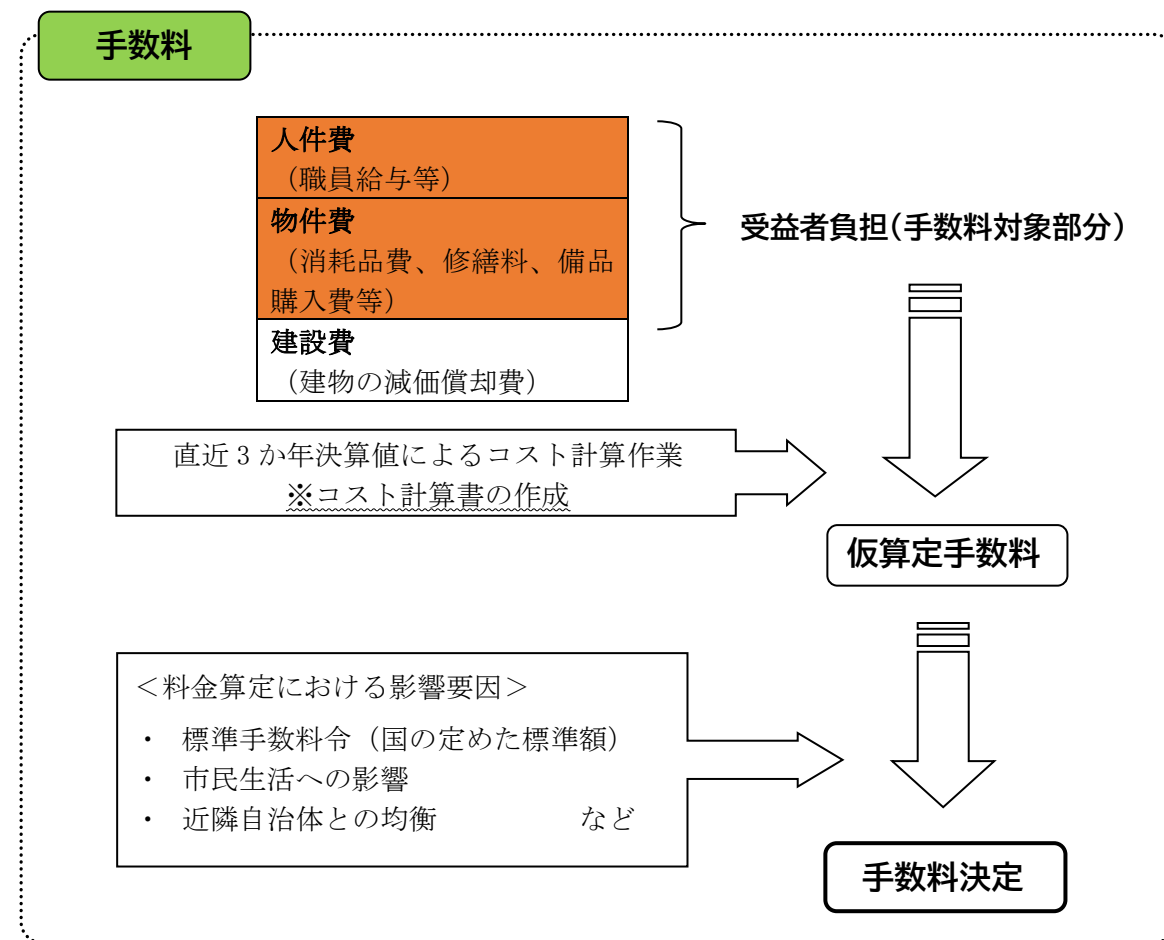 手数料
人件費
（職員給与等）
物件費
（消耗品費、修繕料、備品
購入費等）
建設費
（建物の減価償却費）
受益者負担（手数料対象部分）
直近３か年決算値によるコスト計算作業
※コスト計算書の作成
仮算定手数料
＜料金算定における影響要因＞
・ 標準手数料令（国の定めた標準額）
・ 市民生活への影響
・ 近隣自治体との均衡　　　　　など
手数料決定